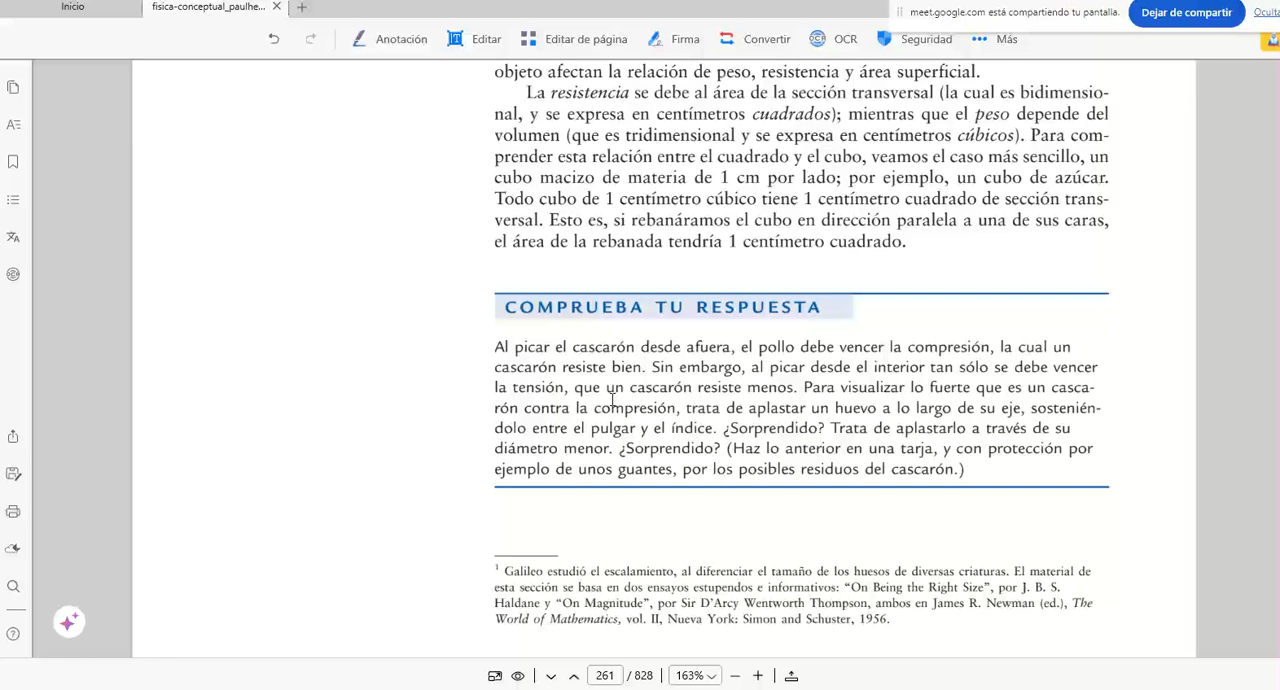 Inicio
fisica-conceptual_paulhe...
meet.google.com está compartiendo tu pantalla.
Dejar de compartir
Oculta
Anotación
Editar
Editar de página
Firma
Convertir
OCR
Seguridad
Más
objeto afectan la relación de peso, resistencia y área superficial.
La resistencia se debe al área de la sección transversal (la cual es bidimensio-
nal, y se expresa en centímetros cuadrados); mientras que el peso depende del
volumen (que es tridimensional y se expresa en centímetros cúbicos). Para com-
prender esta relación entre el cuadrado y el cubo, veamos el caso más sencillo, un
cubo macizo de materia de 1 cm por lado; por ejemplo, un cubo de azúcar.
Todo cubo de 1 centímetro cúbico tiene 1 centímetro cuadrado de sección trans-
versal. Esto es, si rebanáramos el cubo en dirección paralela a una de sus caras,
el área de la rebanada tendría 1 centímetro cuadrado.
COMPRUEBA TU RESPUESTA
Al picar el cascarón desde afuera, el pollo debe vencer la compresión, la cual un
cascarón resiste bien. Sin embargo, al picar desde el interior tan sólo se debe vencer
la tensión, que un cascarón resiste menos. Para visualizar lo fuerte que es un casca-
rón contra la compresión, trata de aplastar un huevo a lo largo de su eje, sostenién-
dolo entre el pulgar y el índice. ¿Sorprendido? Trata de aplastarlo a través de su
diámetro menor. ¿Sorprendido? (Haz lo anterior en una tarja, y con protección por
ejemplo de unos guantes, por los posibles residuos del cascarón.)
1 Galileo estudió el escalamiento, al diferenciar el tamaño de los huesos de diversas criaturas. El material de
esta sección se basa en dos ensayos estupendos e informativos: “On Being the Right Size”, por J. B. S.
Haldane y “On Magnitude”, por Sir D’Arcy Wentworth Thompson, ambos en James R. Newman (ed.), The
World of Mathematics, vol. II, Nueva York: Simon and Schuster, 1956.
261 / 828
163%